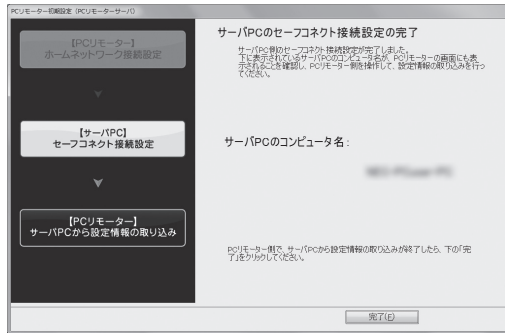 PCリモーター初期設定（PCリモーターサーバ）
【PCリモーター】
ホームネットワーク接続設定
【サーバPC】
セーフコネクト接続設定
【PCリモーター】
サーバPCから設定情報の取り込み
サーバPCのセーフコネクト接続設定の完了
サーバPC側のセーフコネクト接続設定が完了しました。
下に表示されているサーバPCのコンピュータ名が、PCリモーターの画面にも表
示されることを確認し、PCリモーター側を操作して、設定情報の取り込みを行っ
てください。
サーバPCのコンピュータ名：
PCリモーター側で、サーバPCから設定情報の取り込みが終了したら、下の「完
了」をクリックしてください。
完了(F)